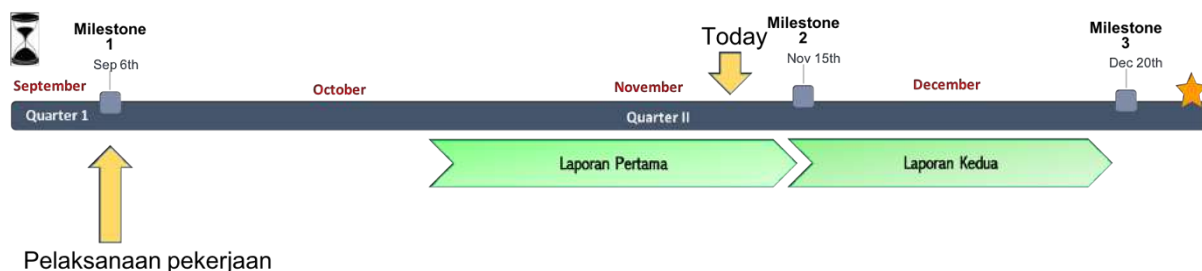 Milestone
1
Sep 6th
Today
Milestone
2
Nov 15th
Milestone
3
Dec 20th
September
October
November
December
Quarter 1
Quarter II
Laporan Pertama
Laporan Kedua
Pelaksanaan pekerjaan